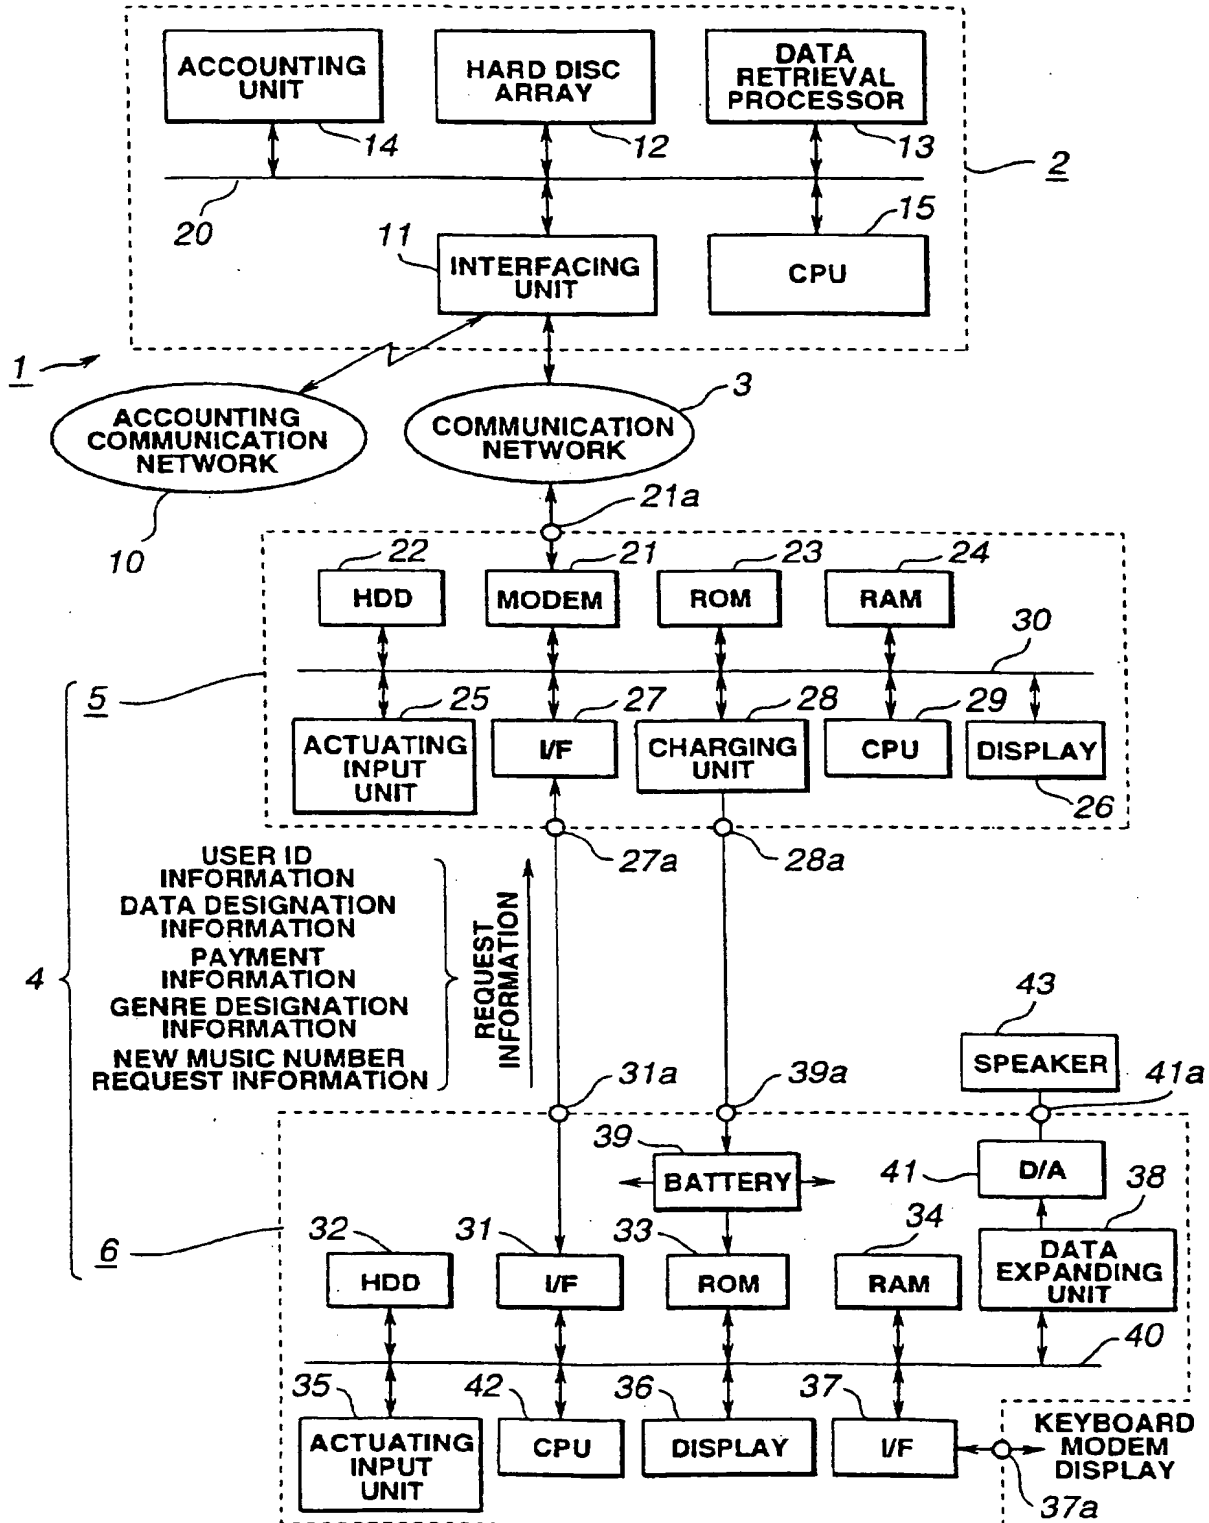 ACCOUNTING
UNIT
14
HARD DISC
ARRAY
12
DATA
RETRIEVAL
PROCESSOR
13
2
20
11
INTERFACING
UNIT
15
CPU
1
ACCOUNTING
COMMUNICATION
NETWORK
10
3
COMMUNICATION
NETWORK
21a
22
HDD
21
MODEM
23
ROM
24
RAM
30
5
25
ACTUATING
INPUT
UNIT
27
I/F
28
CHARGING
UNIT
29
CPU
DISPLAY
26
27a
28a
4
USER ID
INFORMATION
DATA DESIGNATION
INFORMATION
PAYMENT
INFORMATION
GENRE DESIGNATION
INFORMATION
NEW MUSIC NUMBER
REQUEST INFORMATION
REQUEST
INFORMATION
31a
39a
43
SPEAKER
41a
39
BATTERY
41
D/A
38
DATA
EXPANDING
UNIT
6
32
HDD
31
I/F
33
ROM
34
RAM
40
35
ACTUATING
INPUT
UNIT
42
CPU
36
DISPLAY
37
I/F
KEYBOARD
MODEM
DISPLAY
37a